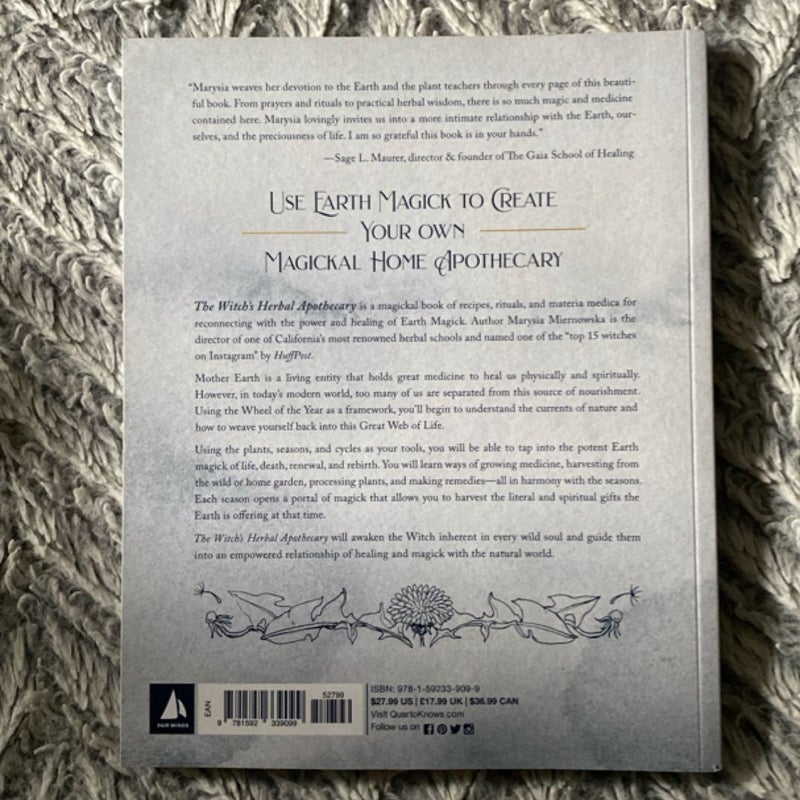 “Marysia weaves her devotion to the Earth and the plant teachers through every page of this beauti-
ful book. From prayers and rituals to practical herbal wisdom, there is so much magic and medicine
contained here. Marysia lovingly invites us into a more intimate relationship with the Earth, our-
selves, and the preciousness of life. I am so grateful this book is in your hands.”
—Sage L. Maurer, director & founder of The Gaia School of Healing
USE EARTH MAGICK TO CREATE
YOUR OWN
MAGICKAL HOME APOTHECARY
The Witch’s Herbal Apothecary is a magickal book of recipes, rituals, and materia medica for
reconnecting with the power and healing of Earth Magick. Author Marysia Miernowska is the
director of one of California’s most renowned herbal schools and named one of the “top 15 witches
on Instagram” by HuffPost.
Mother Earth is a living entity that holds great medicine to heal us physically and spiritually.
However, in today’s modern world, too many of us are separated from this source of nourishment.
Using the Wheel of the Year as a framework, you’ll begin to understand the currents of nature and
how to weave yourself back into this Great Web of Life.
Using the plants, seasons, and cycles as your tools, you will be able to tap into the potent Earth
magick of life, death, renewal, and rebirth. You will learn ways of growing medicine, harvesting from
the wild or home garden, processing plants, and making remedies—all in harmony with the seasons.
Each season opens a portal of magick that allows you to harvest the literal and spiritual gifts the
Earth is offering at that time.
The Witch’s Herbal Apothecary will awaken the Witch inherent in every wild soul and guide them
into an empowered relationship of healing and magick with the natural world.
FAIR WINDS
EAN
52799
9 781592 339099
ISBN: 978-1-59233-909-9
$27.99 US | £17.99 UK | $36.99 CAN
Visit QuartoKnows.com
Follow us on